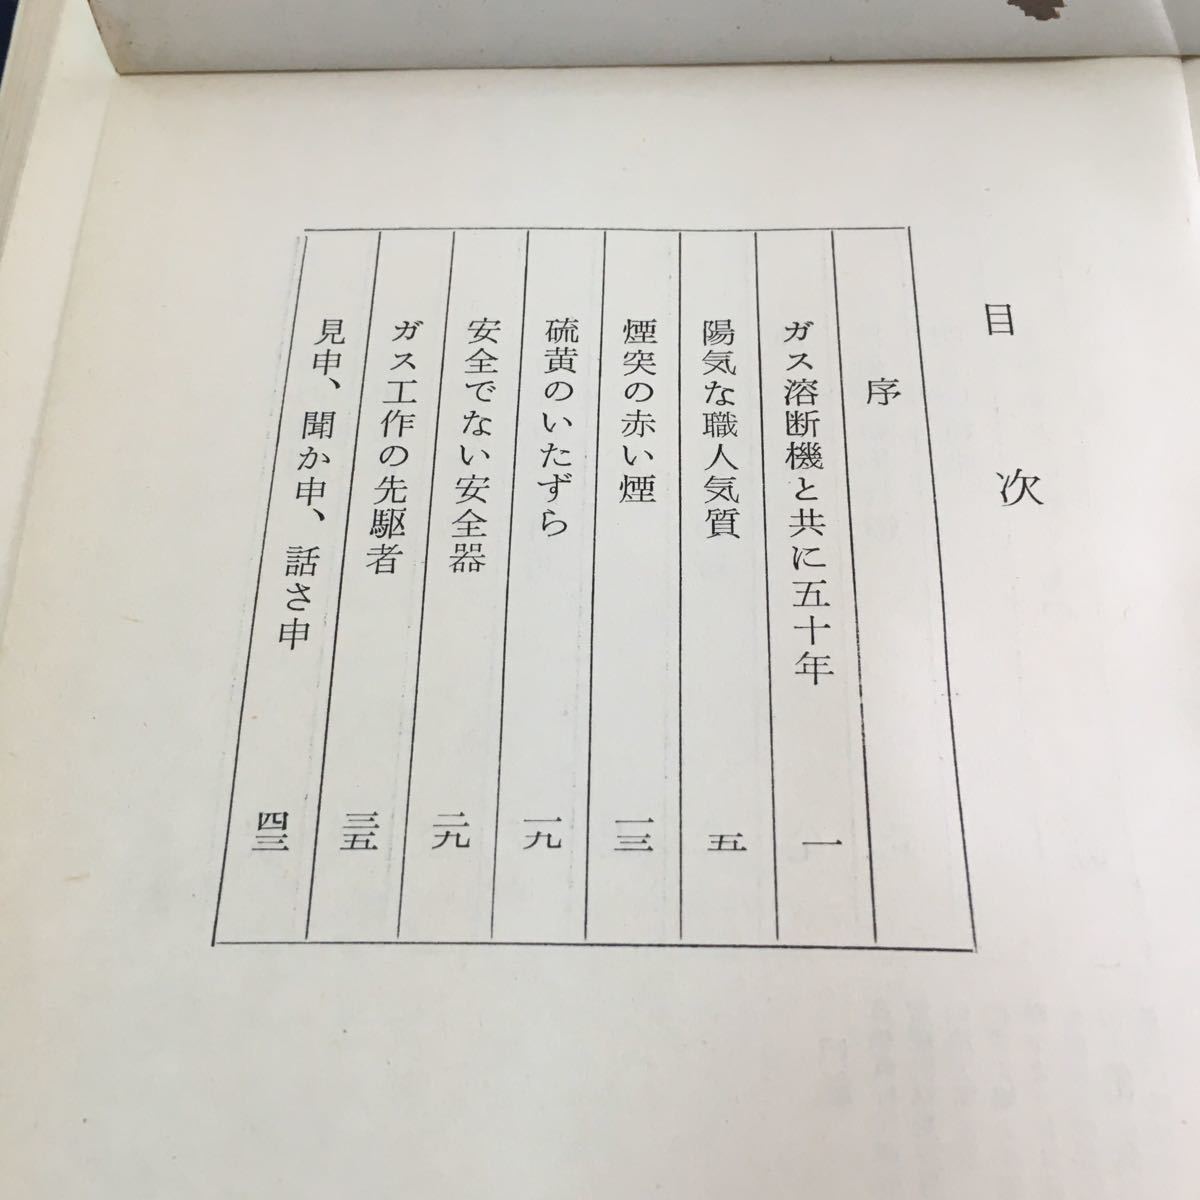 目次
序
ガス溶断機と共に五十年 一
陽気な職人気質 五
煙突の赤い煙 一三
硫黄のいたずら 一九
安全でない安全器 二九
ガス工作の先駆者 三五
見申、聞か申、話さ申 四三